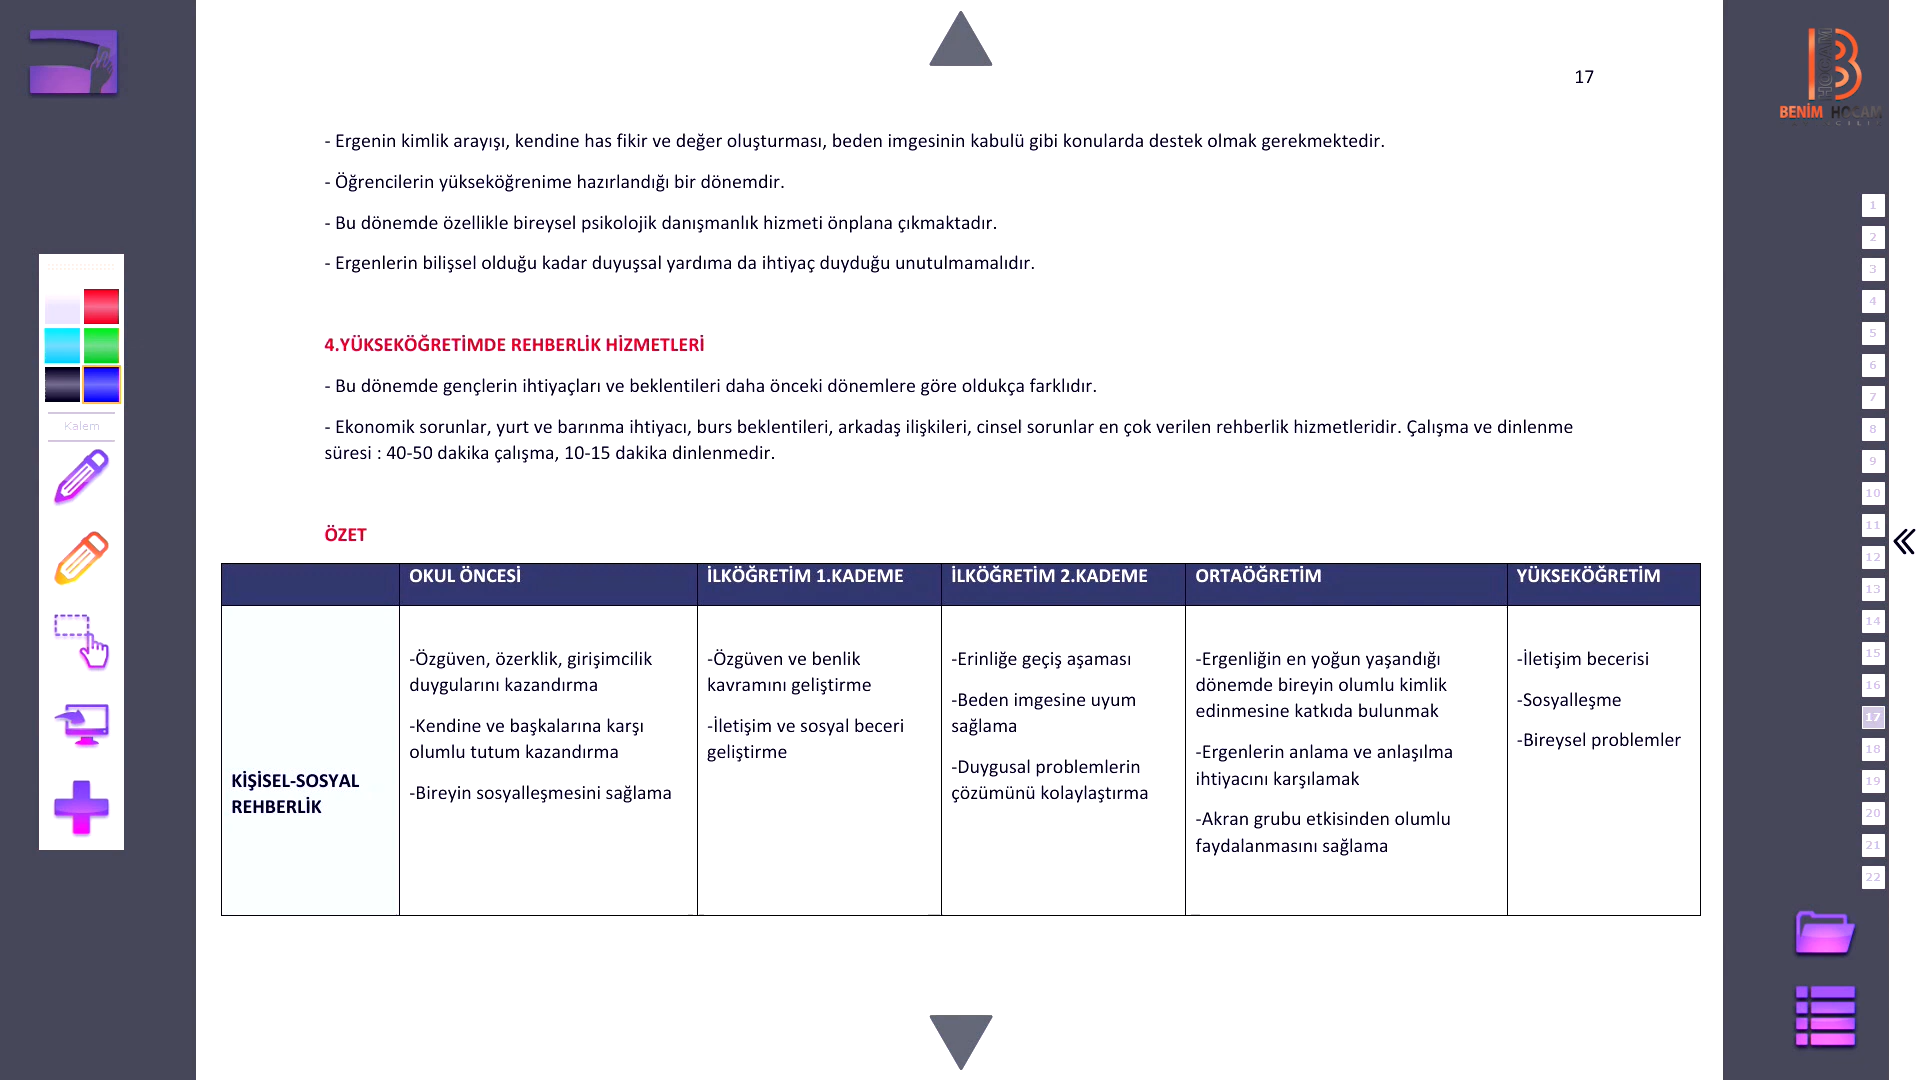 17
BENİM HOCAM
- Ergenin kimlik arayışı, kendine has fikir ve değer oluşturması, beden imgesinin kabulü gibi konularda destek olmak gerekmektedir.
- Öğrencilerin yükseköğrenime hazırlandığı bir dönemdir.
- Bu dönemde özellikle bireysel psikolojik danışmanlık hizmeti önplana çıkmaktadır.
- Ergenlerin bilişsel olduğu kadar duyuşsal yardıma da ihtiyaç duyduğu unutulmamalıdır.
4.YÜKSEKÖĞRETİMDE REHBERLİK HİZMETLERİ
- Bu dönemde gençlerin ihtiyaçları ve beklentileri daha önceki dönemlere göre oldukça farklıdır.
- Ekonomik sorunlar, yurt ve barınma ihtiyacı, burs beklentileri, arkadaş ilişkileri, cinsel sorunlar en çok verilen rehberlik hizmetleridir. Çalışma ve dinlenme
süresi : 40-50 dakika çalışma, 10-15 dakika dinlenmedir.
ÖZET
OKUL ÖNCESİ
İLKÖĞRETİM 1.KADEME
İLKÖĞRETİM 2.KADEME
ORTAÖĞRETİM
YÜKSEKÖĞRETİM
KİŞİSEL-SOSYAL
REHBERLİK
-Özgüven, özerklik, girişimcilik
duygularını kazandırma
-Kendine ve başkalarına karşı
olumlu tutum kazandırma
-Bireyin sosyalleşmesini sağlama
-Özgüven ve benlik
kavramını geliştirme
-İletişim ve sosyal beceri
geliştirme
-Erinliğe geçiş aşaması
-Beden imgesine uyum
sağlama
-Duygusal problemlerin
çözümünü kolaylaştırma
-Ergenliğin en yoğun yaşandığı
dönemde bireyin olumlu kimlik
edinmesine katkıda bulunmak
-Ergenlerin anlama ve anlaşılma
ihtiyacını karşılamak
-Akran grubu etkisinden olumlu
faydalanmasını sağlama
-İletişim becerisi
-Sosyalleşme
-Bireysel problemler
Kalem
1
2
3
4
5
6
7
8
9
10
11
12
13
14
15
16
17
18
19
20
21
22